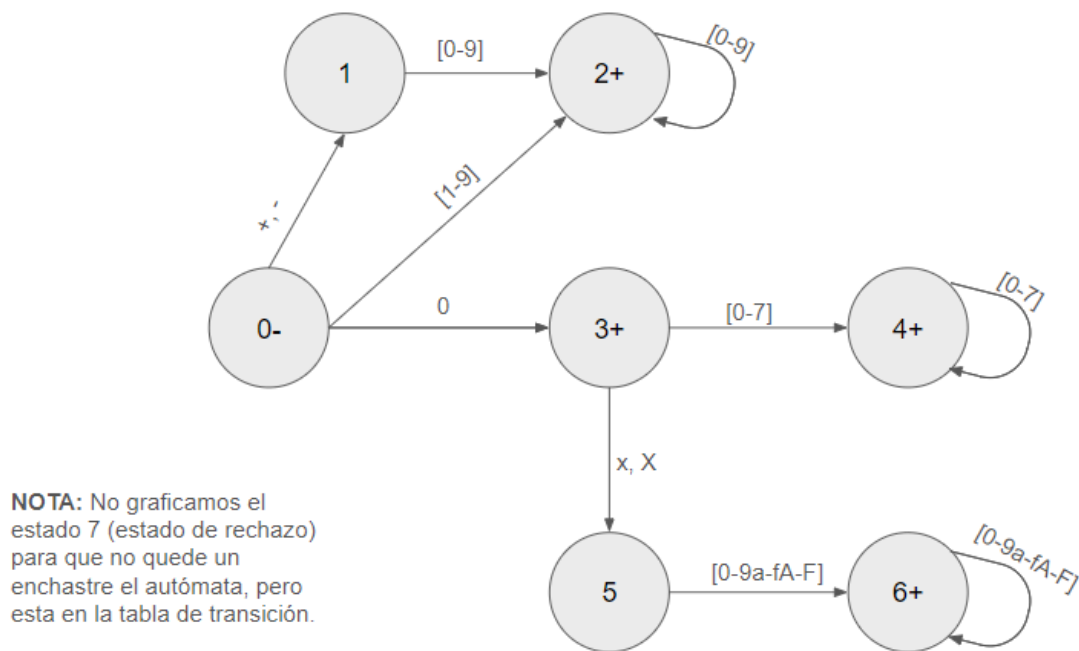 [0-9]
[0-9]
1
2+
+, -
[1-9]
0
[0-7]
[0-7]
0-
3+
4+
x, X
NOTA: No graficamos el
estado 7 (estado de rechazo)
para que no quede un
enchastre el autómata, pero
esta en la tabla de transición.
[0-9a-fA-F]
[0-9a-fA-F]
5
6+